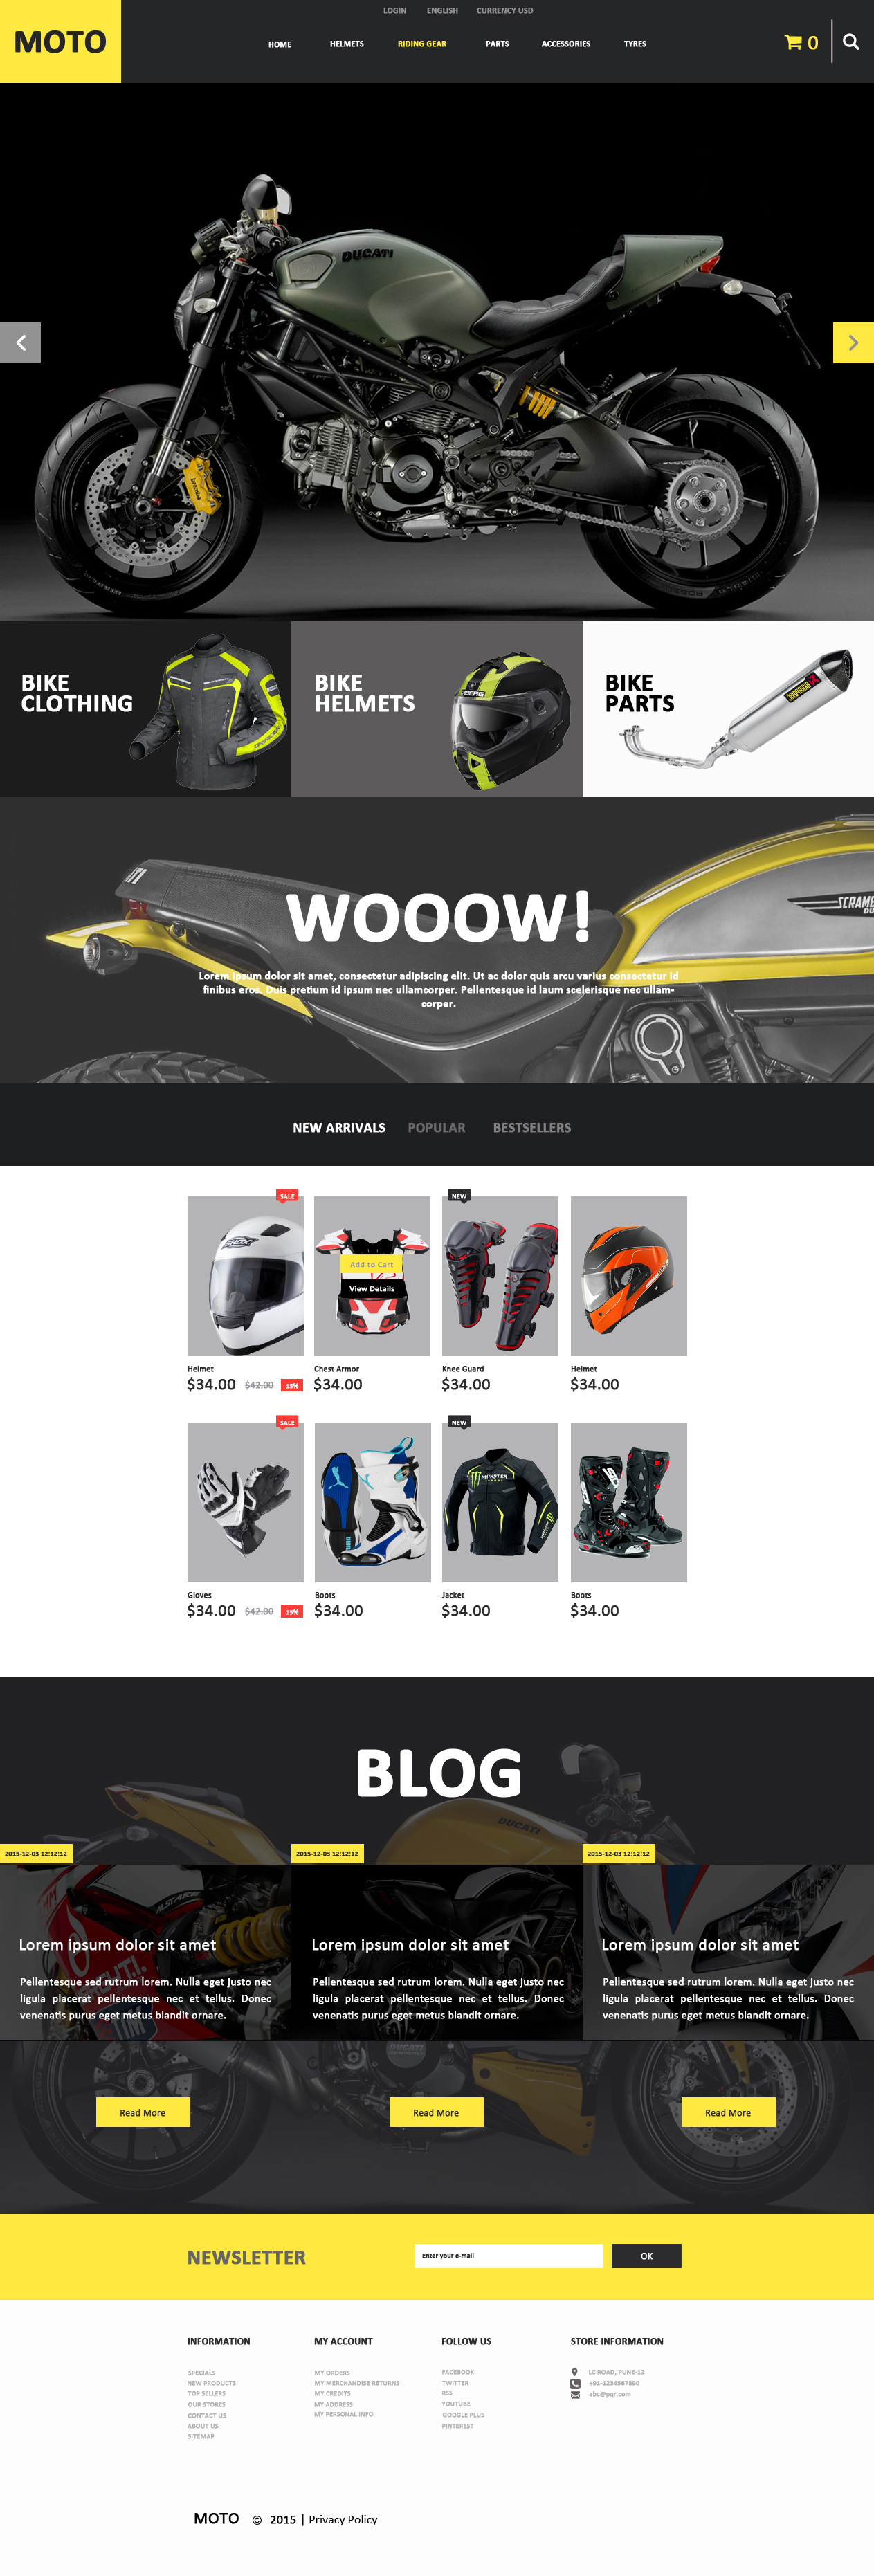 LOGIN ENGLISH CURRENCY USD
MOTO
HOME HELMETS RIDING GEAR PARTS ACCESSORIES TYRES
0
DUCATI
BIKE
CLOTHING
BIKE
HELMETS
BIKE
PARTS
WOOOW!
Lorem ipsum dolor sit amet, consectetur adipiscing elit. Ut ac dolor quis arcu varius consectetur id
finibus eros. Duis pretium id ipsum nec ullamcorper. Pellentesque id laum scelerisque nec ullam-
corper.
NEW ARRIVALS POPULAR BESTSELLERS
SALE NEW
Add to Cart
View Details
Helmet Chest Armor Knee Guard Helmet
$34.00 $42.00 15% $34.00 $34.00 $34.00
SALE NEW
Gloves Boots Jacket Boots
$34.00 $42.00 15% $34.00 $34.00 $34.00
BLOG
DUCATI
2015-12-03 12:12:12 2015-12-03 12:12:12 2015-12-03 12:12:12
Lorem ipsum dolor sit amet
Pellentesque sed rutrum lorem. Nulla eget justo nec
ligula placerat pellentesque nec et tellus. Donec
venenatis purus eget metus blandit ornare.
Lorem ipsum dolor sit amet
Pellentesque sed rutrum lorem. Nulla eget justo nec
ligula placerat pellentesque nec et tellus. Donec
venenatis purus eget metus blandit ornare.
Lorem ipsum dolor sit amet
Pellentesque sed rutrum lorem. Nulla eget justo nec
ligula placerat pellentesque nec et tellus. Donec
venenatis purus eget metus blandit ornare.
Read More Read More Read More
NEWSLETTER
Enter your e-mail
OK
INFORMATION
SPECIALS
NEW PRODUCTS
TOP SELLERS
OUR STORES
CONTACT US
ABOUT US
SITEMAP
MY ACCOUNT
MY ORDERS
MY MERCHANDISE RETURNS
MY CREDITS
MY ADDRESS
MY PERSONAL INFO
FOLLOW US
FACEBOOK
TWITTER
RSS
YOUTUBE
GOOGLE PLUS
PINTEREST
STORE INFORMATION
LC ROAD, PUNE-12
+91-1234567890
abc@pqr.com
MOTO © 2015 | Privacy Policy